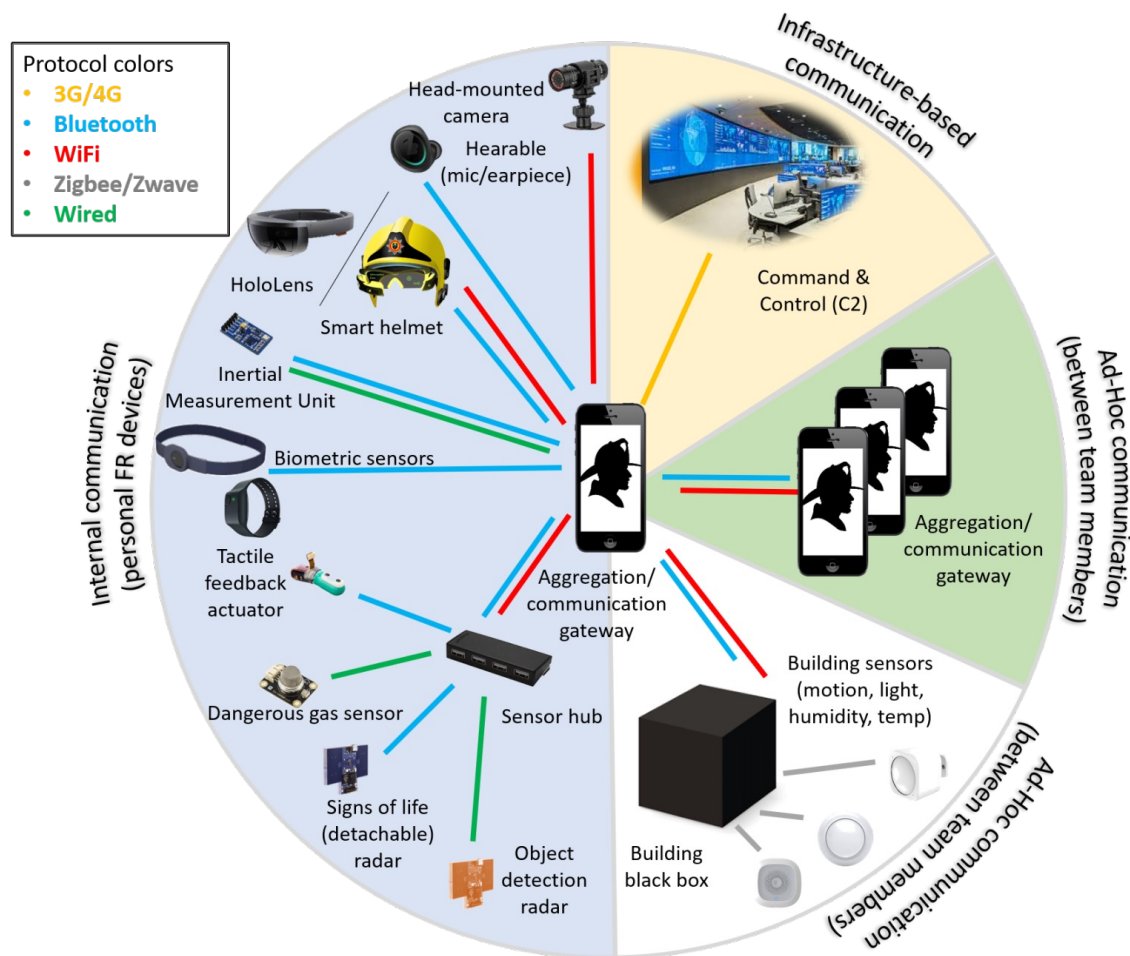 Protocol colors
• 3G/4G
• Bluetooth
• WiFi
• Zigbee/Zwave
• Wired
Infrastructure-based
communication
Head-mounted
camera
Hearable
(mic/earpiece)
HoloLens
Smart helmet
Command &
Control (C2)
Inertial
Measurement Unit
Ad-Hoc communication
(between team members)
Internal communication
(personal FR devices)
Biometric sensors
Tactile
feedback
actuator
Aggregation/
communication
gateway
Aggregation/
communication
gateway
Dangerous gas sensor
Sensor hub
Building sensors
(motion, light,
humidity, temp)
Signs of life
(detachable)
radar
Object
detection
radar
Building
black box
Ad-Hoc communication
(between team members)